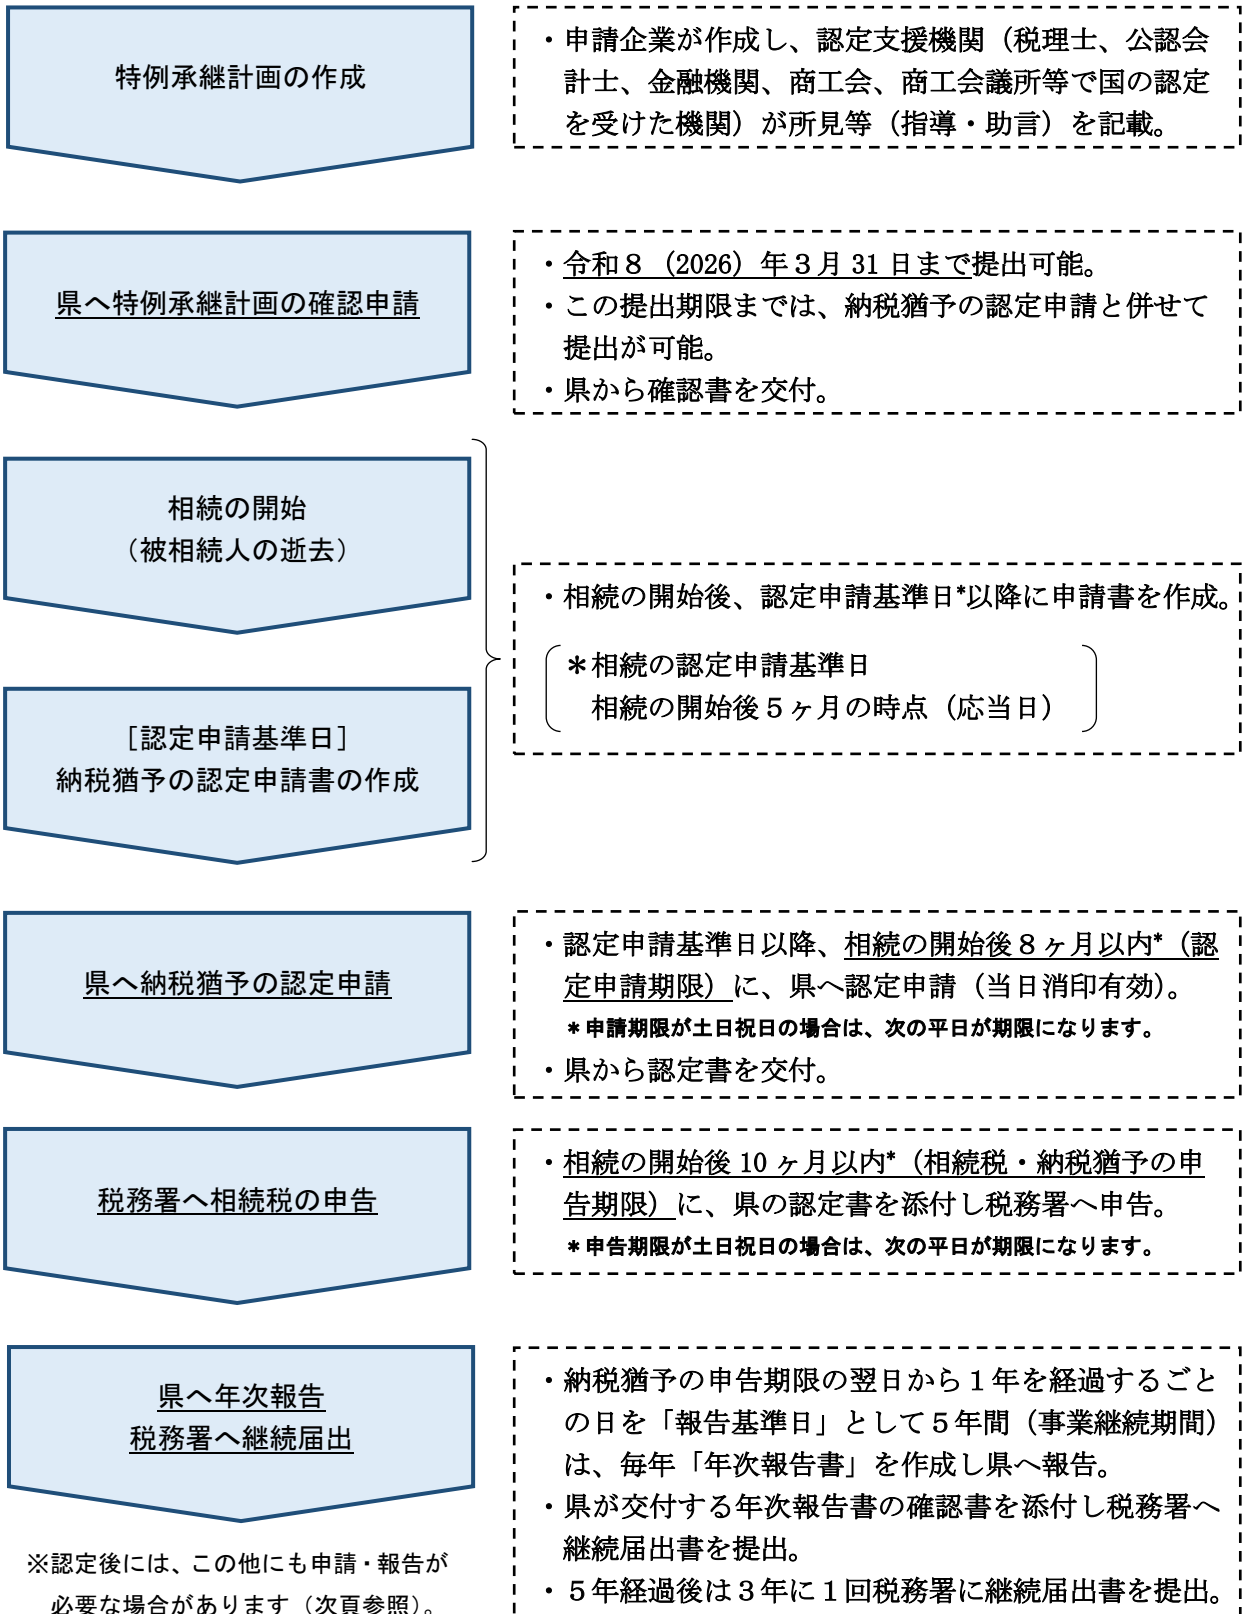 特例承継計画の作成
・申請企業が作成し、認定支援機関（税理士、公認会
計士、金融機関、商工会、商工会議所等で国の認定
を受けた機関）が所見等（指導・助言）を記載。
県へ特例承継計画の確認申請
・令和８（2026）年３月 31 日まで提出可能。
・この提出期限までは、納税猶予の認定申請と併せて
提出が可能。
・県から確認書を交付。
相続の開始
（被相続人の逝去）
［認定申請基準日］
納税猶予の認定申請書の作成
・相続の開始後、認定申請基準日*以降に申請書を作成。
＊相続の認定申請基準日
相続の開始後５ヶ月の時点（応当日）
県へ納税猶予の認定申請
・認定申請基準日以降、相続の開始後８ヶ月以内*（認
定申請期限）に、県へ認定申請（当日消印有効）。
＊申請期限が土日祝日の場合は、次の平日が期限になります。
・県から認定書を交付。
税務署へ相続税の申告
・相続の開始後 10 ヶ月以内*（相続税・納税猶予の申
告期限）に、県の認定書を添付し税務署へ申告。
＊申告期限が土日祝日の場合は、次の平日が期限になります。
県へ年次報告
税務署へ継続届出
・納税猶予の申告期限の翌日から１年を経過するごと
の日を「報告基準日」として５年間（事業継続期間）
は、毎年「年次報告書」を作成し県へ報告。
・県が交付する年次報告書の確認書を添付し税務署へ
継続届出書を提出。
・５年経過後は３年に１回税務署に継続届出書を提出。
※認定後には、この他にも申請・報告が
必要な場合があります（次頁参照）。